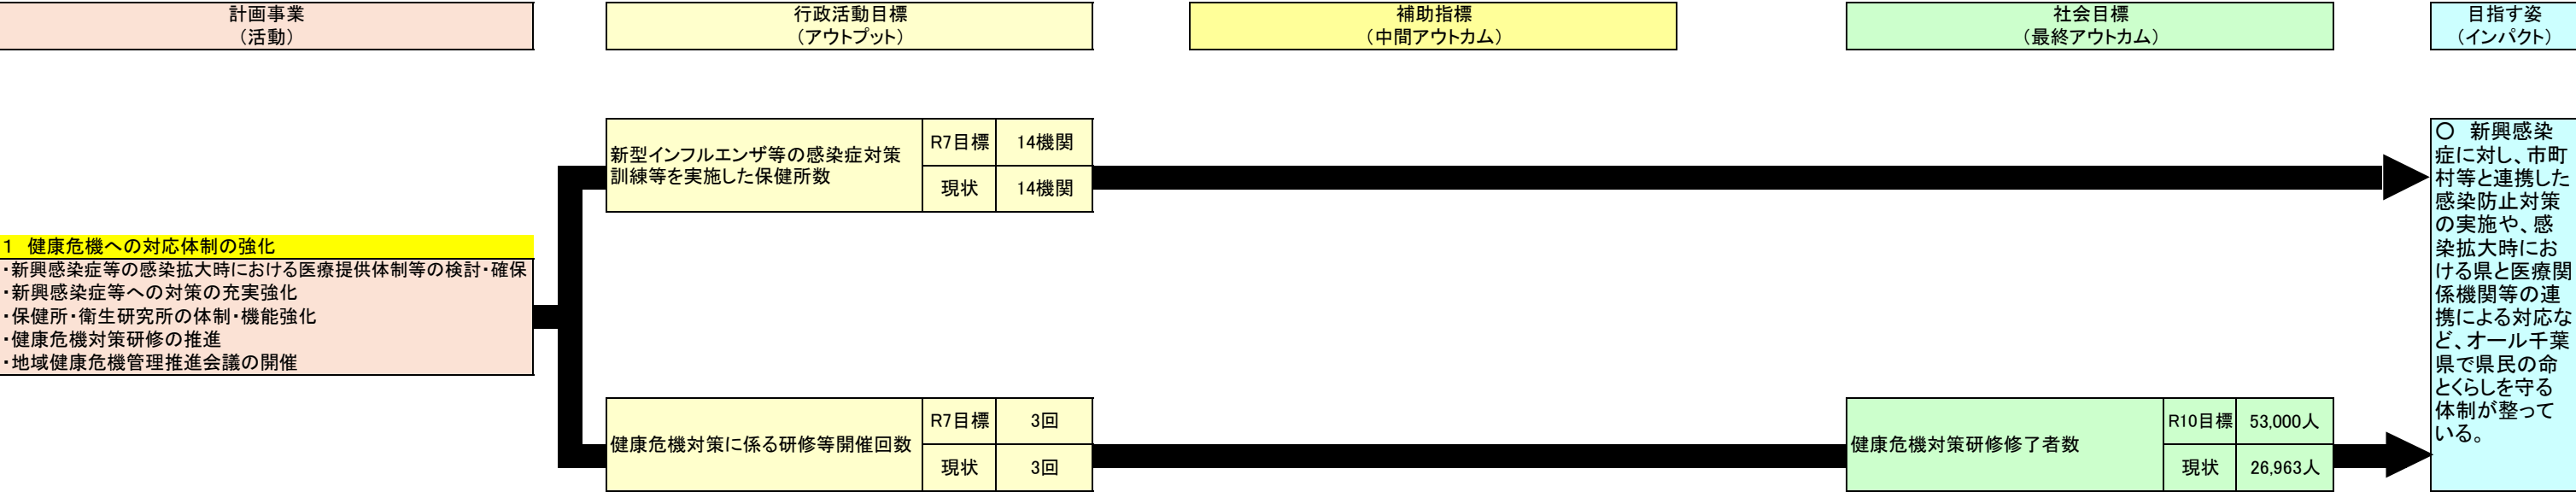 計画事業
（活動）
行政活動目標
（アウトプット）
補助指標
（中間アウトカム）
社会目標
（最終アウトカム）
目指す姿
（インパクト）
新型インフルエンザ等の感染症対策
訓練等を実施した保健所数
R7目標
14機関
現状
14機関
1　健康危機への対応体制の強化
・新興感染症等の感染拡大時における医療提供体制等の検討・確保
・新興感染症等への対策の充実強化
・保健所・衛生研究所の体制・機能強化
・健康危機対策研修の推進
・地域健康危機管理推進会議の開催
健康危機対策に係る研修等開催回数
R7目標
3回
現状
3回
健康危機対策研修修了者数
R10目標
53,000人
現状
26,963人
〇　新興感染
症に対し、市町
村等と連携した
感染防止対策
の実施や、感
染拡大時にお
ける県と医療関
係機関等の連
携による対応な
ど、オール千葉
県で県民の命
とくらしを守る
体制が整って
いる。